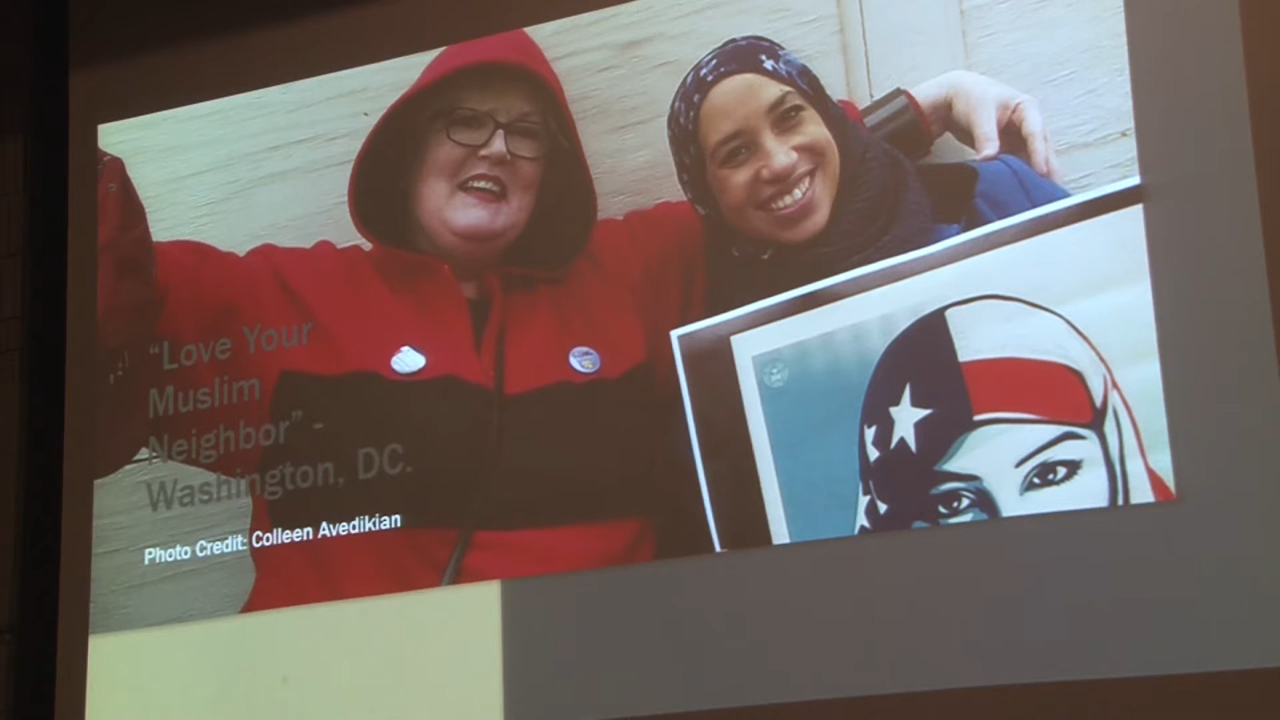 “Love Your
Muslim
Neighbor” -
Washington, DC.
Photo Credit: Colleen Avedikian